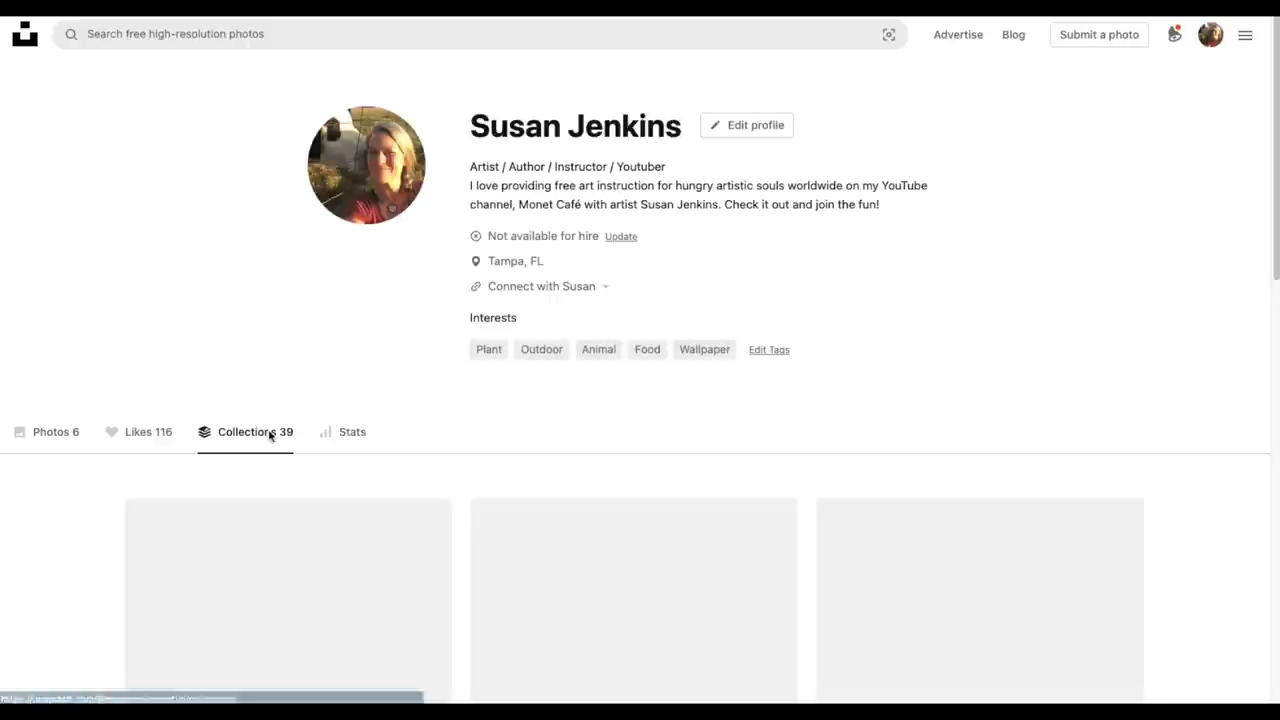 Search free high-resolution photos
Advertise
Blog
Submit a photo
Susan Jenkins
Edit profile
Artist / Author / Instructor / Youtuber
I love providing free art instruction for hungry artistic souls worldwide on my YouTube
channel, Monet Café with artist Susan Jenkins. Check it out and join the fun!
Not available for hire Update
Tampa, FL
Connect with Susan
Interests
Plant
Outdoor
Animal
Food
Wallpaper
Edit Tags
Photos 6
Likes 116
Collections 39
Stats